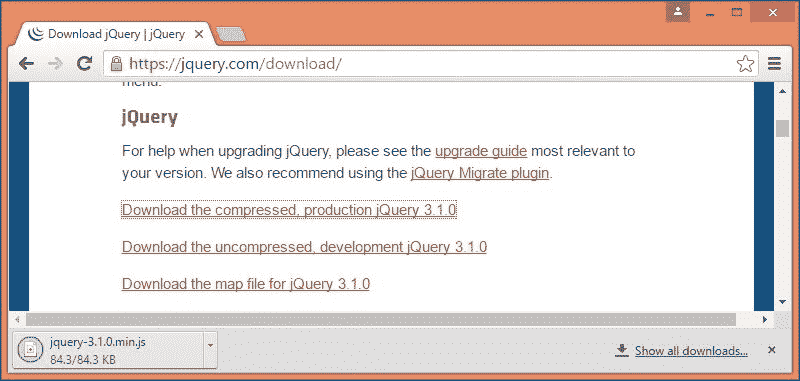 Download jQuery | jQuery
https://jquery.com/download/
menu.
jQuery
For help when upgrading jQuery, please see the upgrade guide most relevant to
your version. We also recommend using the jQuery Migrate plugin.
Download the compressed, production jQuery 3.1.0
Download the uncompressed, development jQuery 3.1.0
Download the map file for jQuery 3.1.0
jquery-3.1.0.min.js
84.3/84.3 KB
Show all downloads...